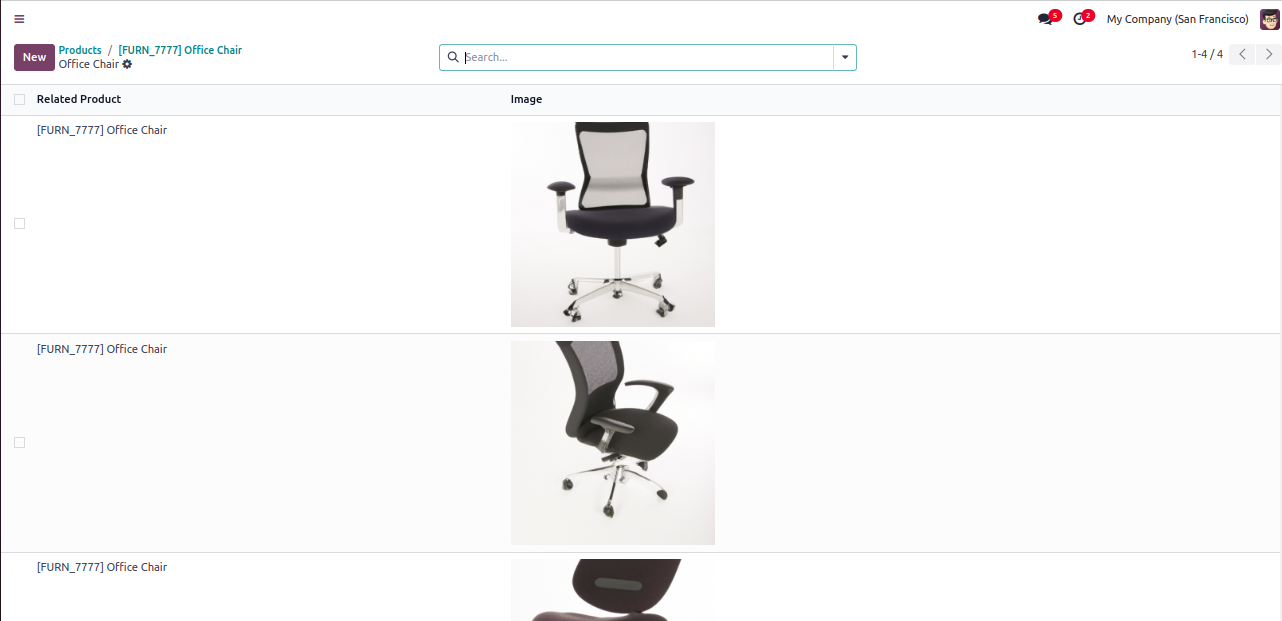 5
2
My Company (San Francisco)
New
Products / [FURN_7777] Office Chair
Office Chair
Search...
1-4 / 4
Related Product
Image
[FURN_7777] Office Chair
[FURN_7777] Office Chair
[FURN_7777] Office Chair